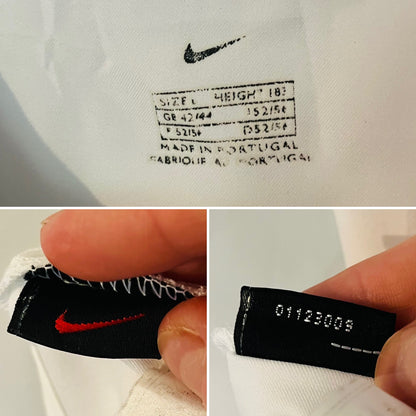 SIZE L HEIGHT 183
GB 42/44 I 52/54
F 52/54 D 52/54
MADE IN PORTUGAL
FABRIQUE AU PORTUGAL
01123009